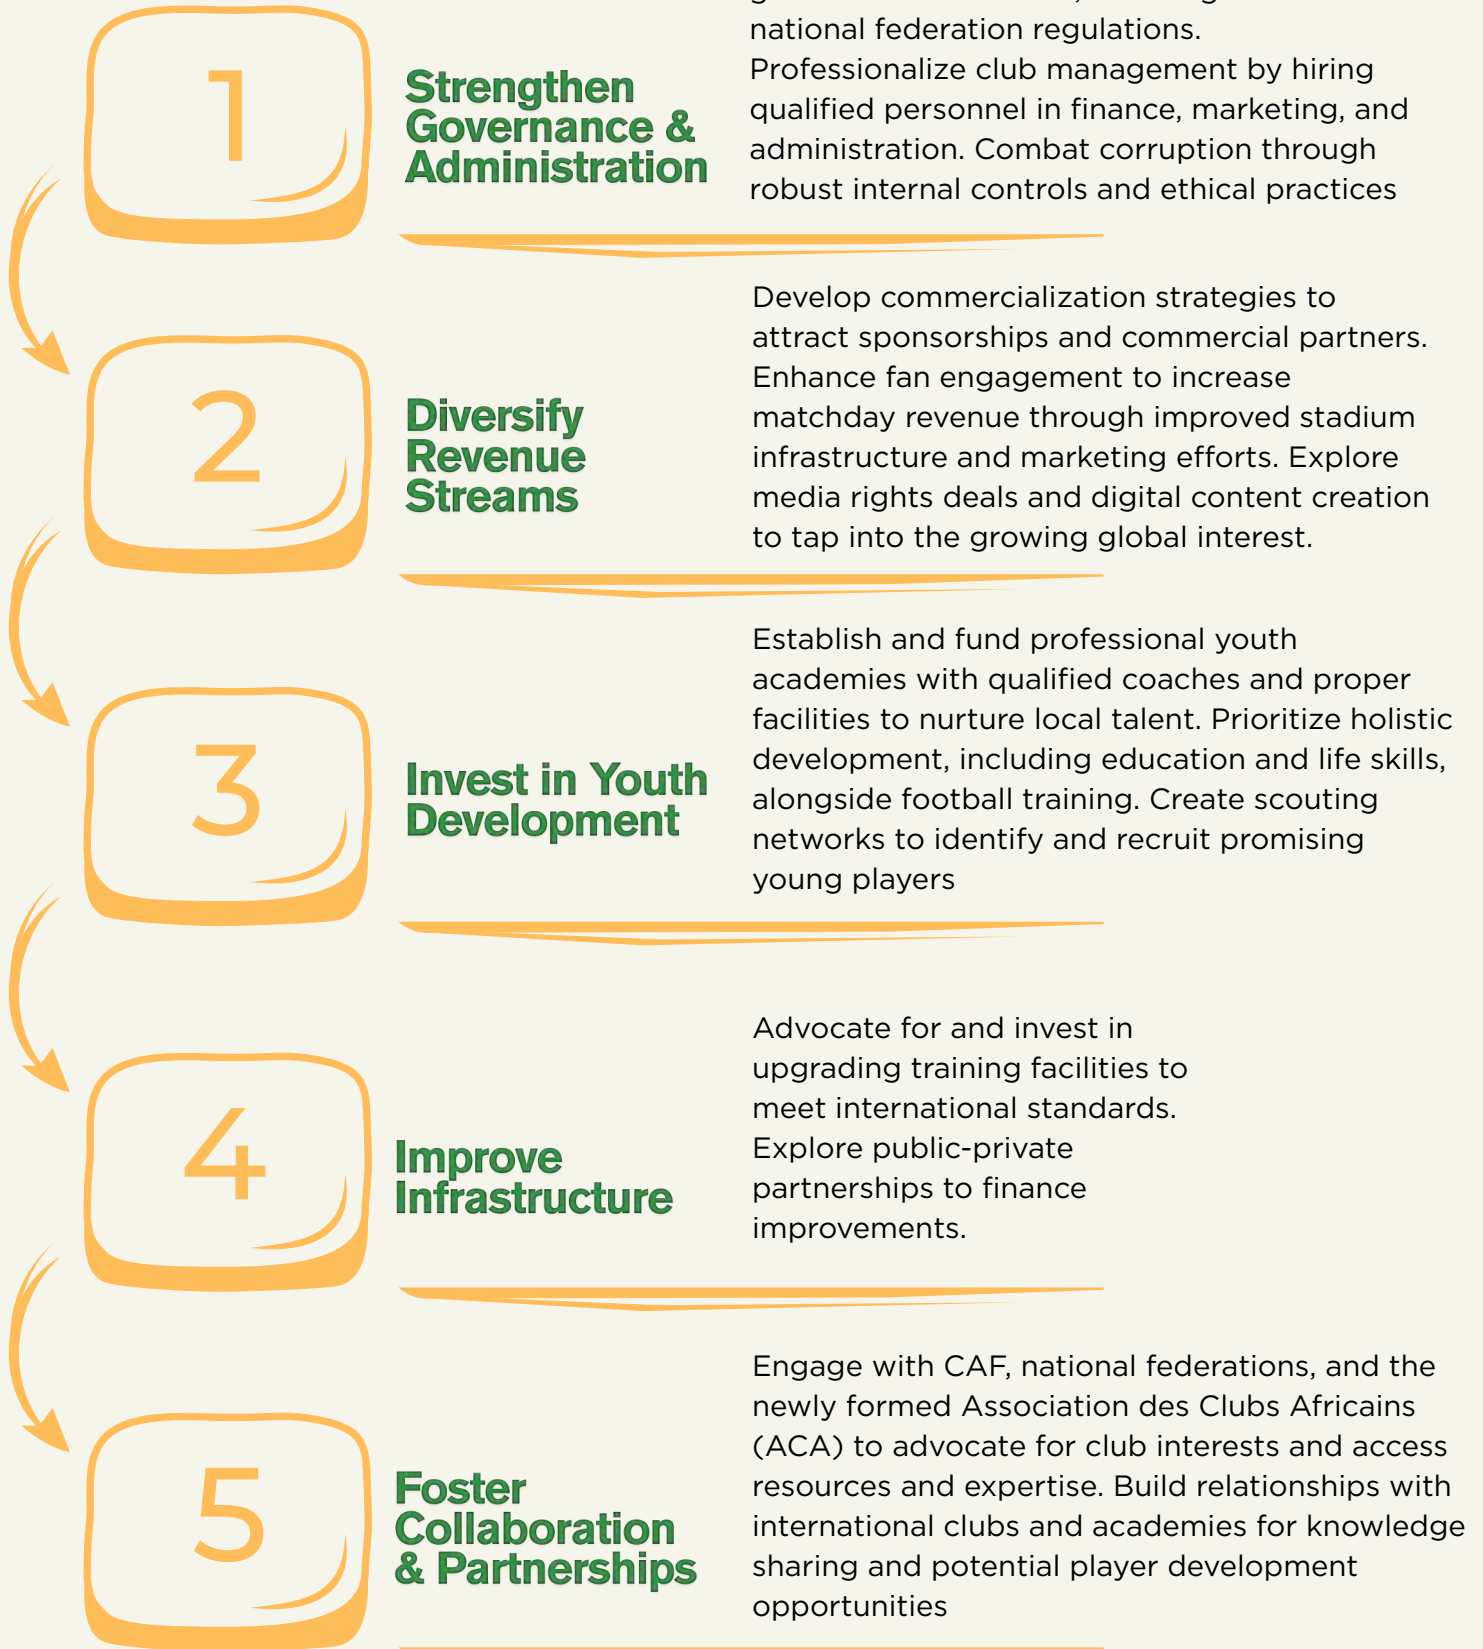 1
Strengthen
Governance &
Administration
national federation regulations.
Professionalize club management by hiring
qualified personnel in finance, marketing, and
administration. Combat corruption through
robust internal controls and ethical practices
2
Diversify
Revenue
Streams
Develop commercialization strategies to
attract sponsorships and commercial partners.
Enhance fan engagement to increase
matchday revenue through improved stadium
infrastructure and marketing efforts. Explore
media rights deals and digital content creation
to tap into the growing global interest.
3
Invest in Youth
Development
Establish and fund professional youth
academies with qualified coaches and proper
facilities to nurture local talent. Prioritize holistic
development, including education and life skills,
alongside football training. Create scouting
networks to identify and recruit promising
young players
4
Improve
Infrastructure
Advocate for and invest in
upgrading training facilities to
meet international standards.
Explore public-private
partnerships to finance
improvements.
5
Foster
Collaboration
& Partnerships
Engage with CAF, national federations, and the
newly formed Association des Clubs Africains
(ACA) to advocate for club interests and access
resources and expertise. Build relationships with
international clubs and academies for knowledge
sharing and potential player development
opportunities